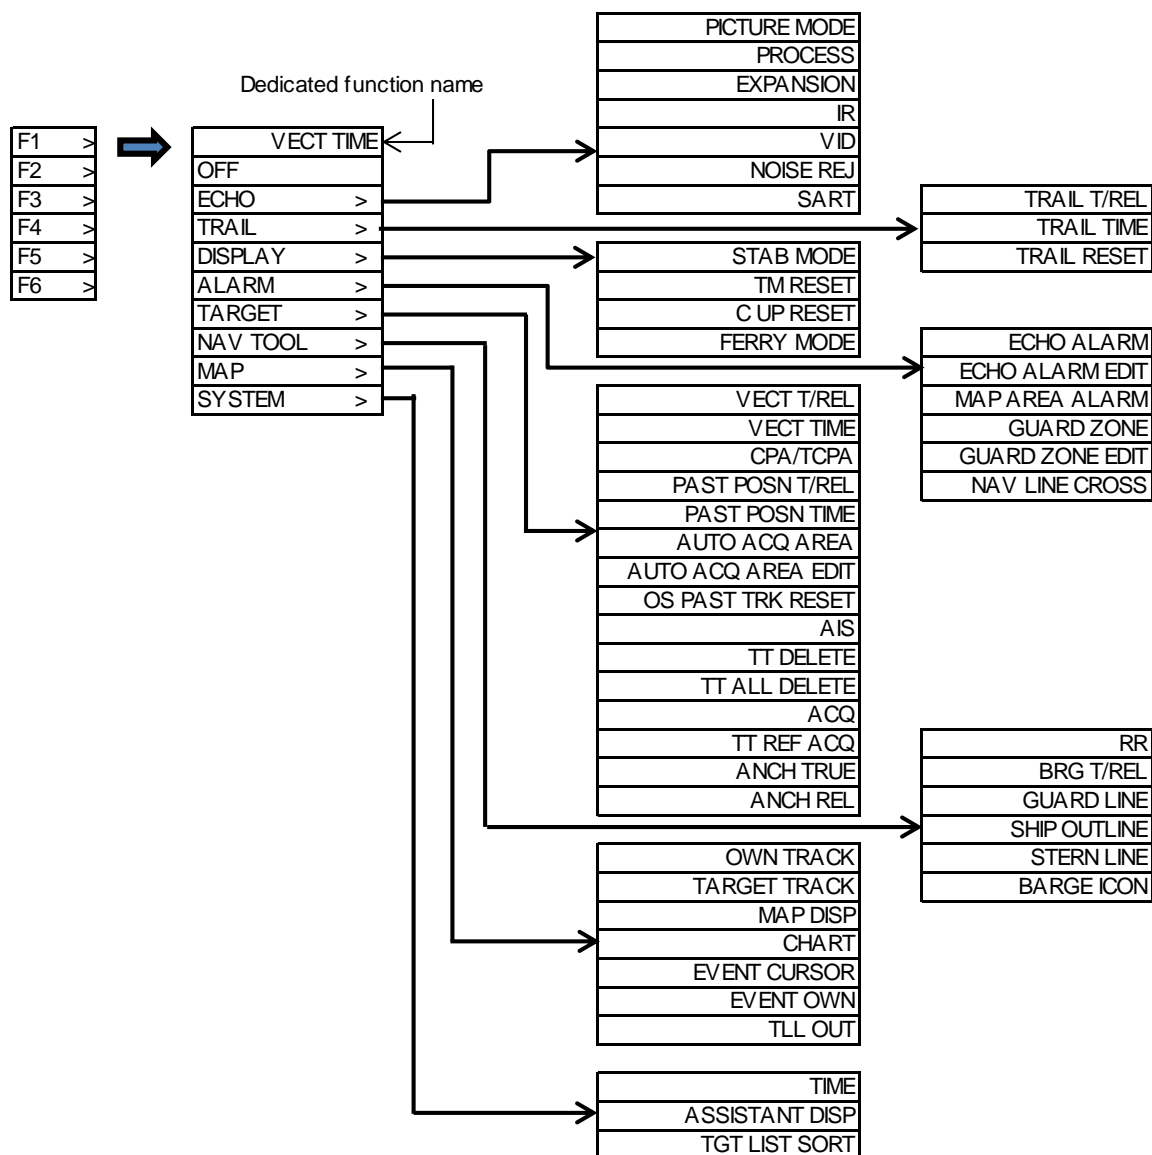 Dedicated function name
F1 >
F2 >
F3 >
F4 >
F5 >
F6 >
VECT TIME
OFF
ECHO >
TRAIL >
DISPLAY >
ALARM >
TARGET >
NAV TOOL >
MAP >
SYSTEM >
PICTURE MODE
PROCESS
EXPANSION
IR
VID
NOISE REJ
SART
TRAIL T/REL
TRAIL TIME
TRAIL RESET
STAB MODE
TM RESET
C UP RESET
FERRY MODE
ECHO ALARM
ECHO ALARM EDIT
MAP AREA ALARM
GUARD ZONE
GUARD ZONE EDIT
NAV LINE CROSS
VECT T/REL
VECT TIME
CPA/TCPA
PAST POSN T/REL
PAST POSN TIME
AUTO ACQ AREA
AUTO ACQ AREA EDIT
OS PAST TRK RESET
AIS
TT DELETE
TT ALL DELETE
ACQ
TT REF ACQ
ANCH TRUE
ANCH REL
RR
BRG T/REL
GUARD LINE
SHIP OUTLINE
STERN LINE
BARGE ICON
OWN TRACK
TARGET TRACK
MAP DISP
CHART
EVENT CURSOR
EVENT OWN
TLL OUT
TIME
ASSISTANT DISP
TGT LIST SORT